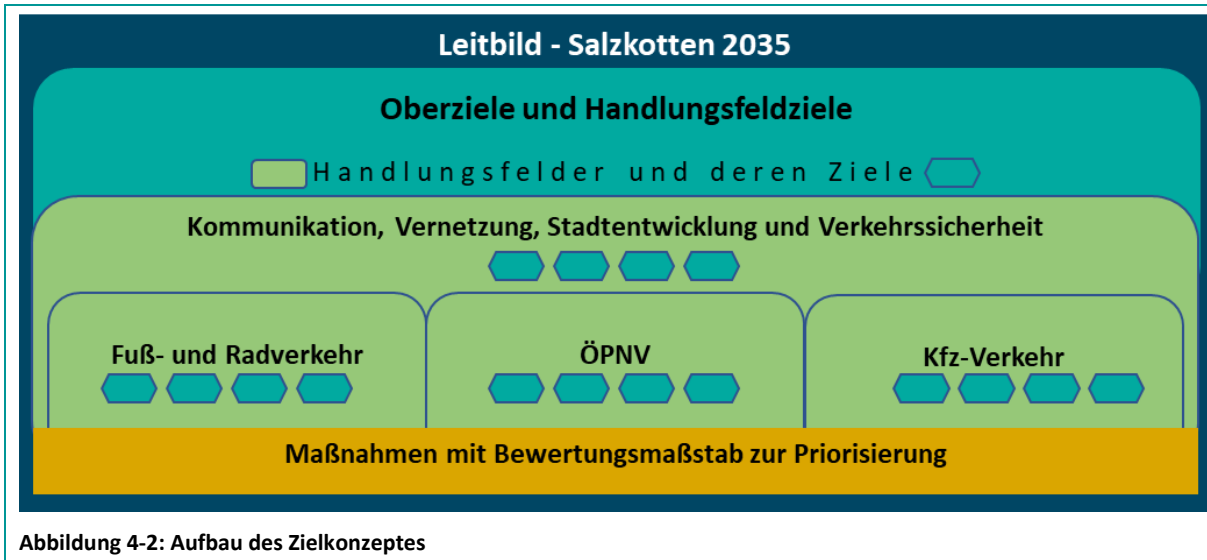 Leitbild - Salzkotten 2035
Oberziele und Handlungsfeldziele
Handlungsfelder und deren Ziele
Kommunikation, Vernetzung, Stadtentwicklung und Verkehrssicherheit
Fuß- und Radverkehr
ÖPNV
Kfz-Verkehr
Maßnahmen mit Bewertungsmaßstab zur Priorisierung
Abbildung 4-2: Aufbau des Zielkonzeptes